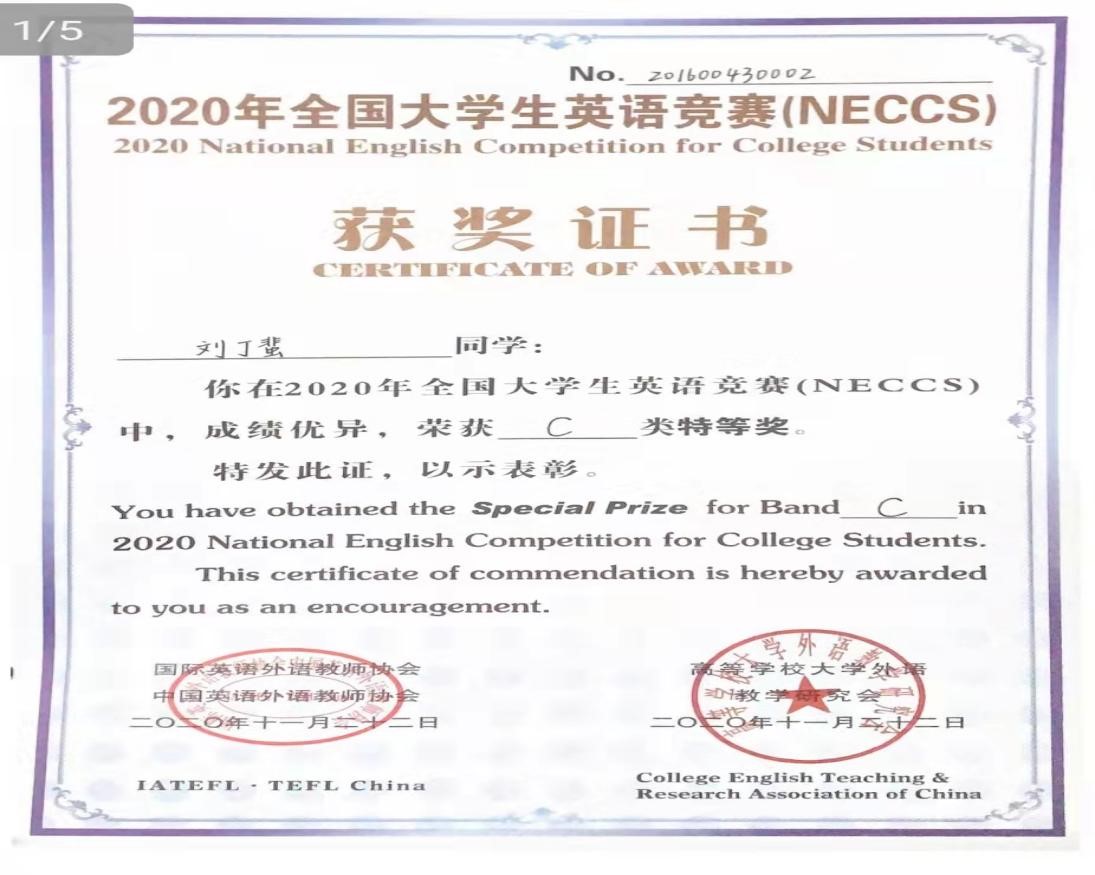 1/5
No. 201600430002
2020年全国大学生英语竞赛(NECCS)
2020 National English Competition for College Students
获奖证书
CERTIFICATE OF AWARD
刘丁蜚 同学：
你在2020年全国大学生英语竞赛(NECCS)
中，成绩优异，荣获 C 类特等奖。
特发此证，以示表彰。
You have obtained the Special Prize for Band C in
2020 National English Competition for College Students.
This certificate of commendation is hereby awarded
to you as an encouragement.
国际英语外语教师协会
中国英语外语教师协会
二〇二〇年十一月二十二日
IATEFL · TEFL China
高等学校大学外语
教学研究会
二〇二〇年十一月二十二日
College English Teaching &
Research Association of China